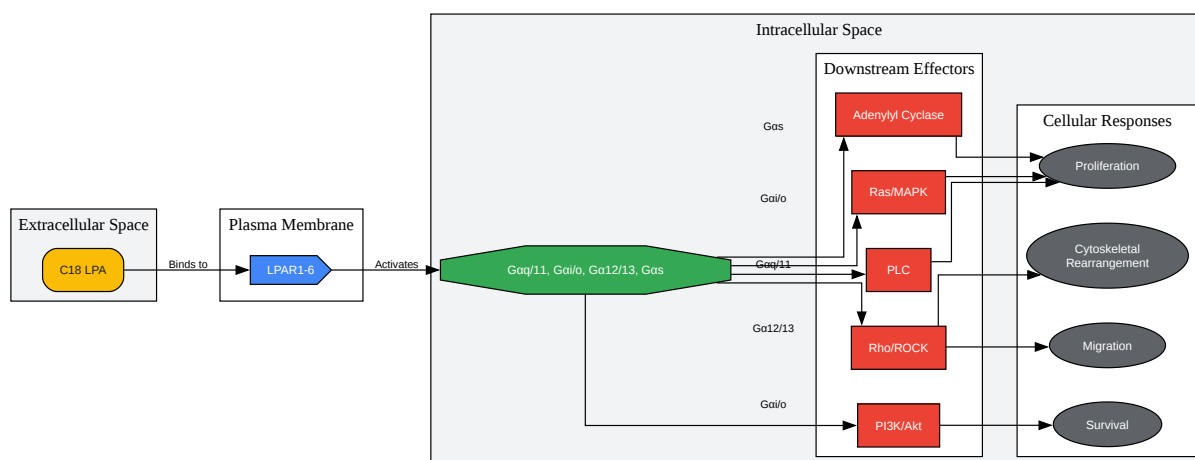 Intracellular Space
Downstream Effectors
Adenylyl Cyclase
Gαs
Cellular Responses
Proliferation
Ras/MAPK
Gαi/o
Extracellular Space
Plasma Membrane
Cytoskeletal
Rearrangement
C18 LPA
Binds to
LPAR1-6
Activates
Gαq/11, Gαi/o, Gα12/13, Gαs
Gαq/11
PLC
Gα12/13
Rho/ROCK
Migration
Gαi/o
PI3K/Akt
Survival